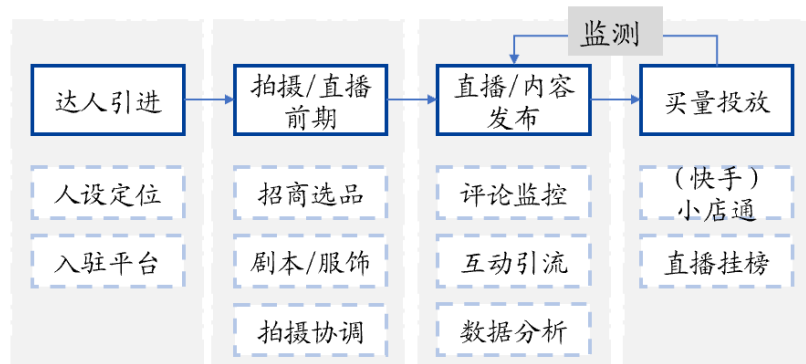 监测
达人引进
拍摄/直播
前期
直播/内容
发布
买量投放
人设定位
招商选品
评论监控
（快手）
小店通
入驻平台
剧本/服饰
互动引流
直播挂榜
拍摄协调
数据分析